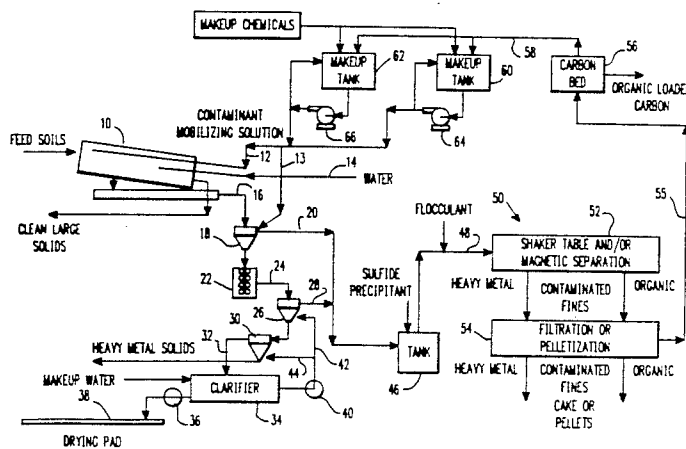 MAKEUP CHEMICALS
58
56
62
60
MAKEUP
TANK
MAKEUP
TANK
CARBON
BED
ORGANIC LOADED
CARBON
CONTAMINANT
MOBILIZING SOLUTION
66
64
10
FEED SOILS
12
13
14
WATER
16
CLEAN LARGE
SOLIDS
18
20
22
24
FLOCCULANT
50
52
55
48
SHAKER TABLE AND/OR
MAGNETIC SEPARATION
SULFIDE
PRECIPITANT
HEAVY METAL
CONTAMINATED
FINES
ORGANIC
26
28
30
32
HEAVY METAL SOLIDS
42
44
TANK
46
54
FILTRATION OR
PELLETIZATION
HEAVY METAL
CONTAMINATED
FINES
CAKE OR
PELLETS
ORGANIC
MAKEUP WATER
CLARIFIER
34
36
38
40
DRYING PAD